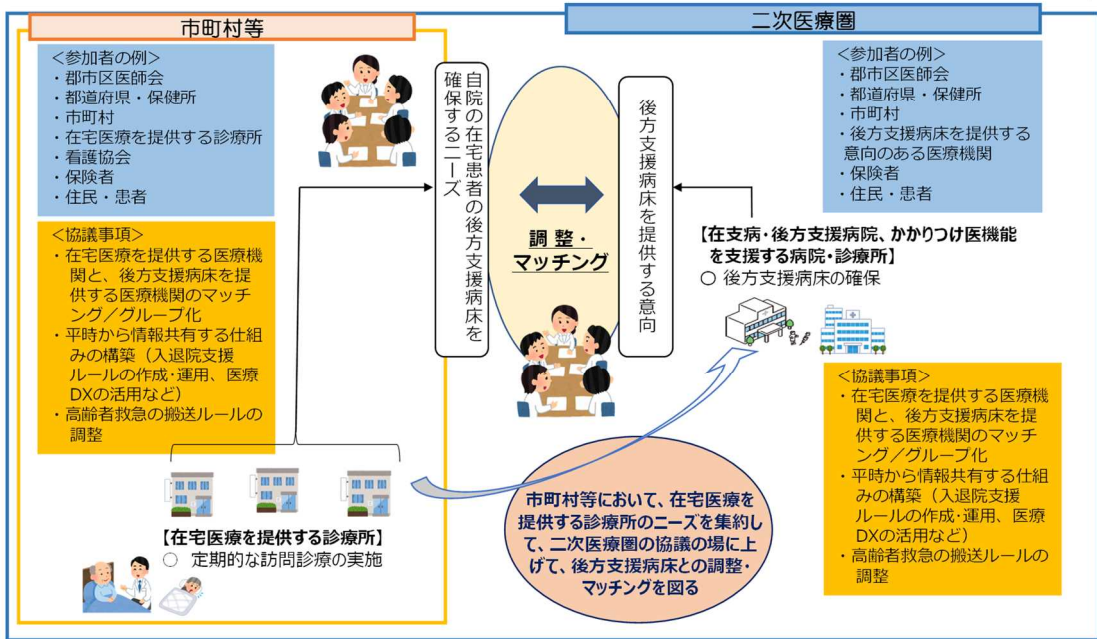 市町村等
二次医療圏
＜参加者の例＞
・郡市区医師会
・都道府県・保健所
・市町村
・在宅医療を提供する診療所
・看護協会
・保険者
・住民・患者
＜協議事項＞
・在宅医療を提供する医療機
関と、後方支援病床を提
供する医療機関のマッチ
ング／グループ化
・平時から情報共有する仕組
みの構築（入退院支援
ルールの作成・運用、医療
DXの活用など）
・高齢者救急の搬送ルールの
調整
【在宅医療を提供する診療所】
○ 定期的な訪問診療の実施
自院の在宅患者の後方支援病床を
確保するニーズ
調整・
マッチング
後方支援病床を提供する意向
市町村等において、在宅医療を
提供する診療所のニーズを集約し
て、二次医療圏の協議の場に上
げて、後方支援病床との調整・
マッチングを図る
＜参加者の例＞
・郡市区医師会
・都道府県・保健所
・市町村
・後方支援病床を提供する
意向のある医療機関
・保険者
・住民・患者
【在支病・後方支援病院、かかりつけ医機能
を支援する病院・診療所】
○ 後方支援病床の確保
＜協議事項＞
・在宅医療を提供する医療機
関と、後方支援病床を提
供する医療機関のマッチ
ング／グループ化
・平時から情報共有する仕組
みの構築（入退院支援
ルールの作成・運用、医療
DXの活用など）
・高齢者救急の搬送ルールの
調整